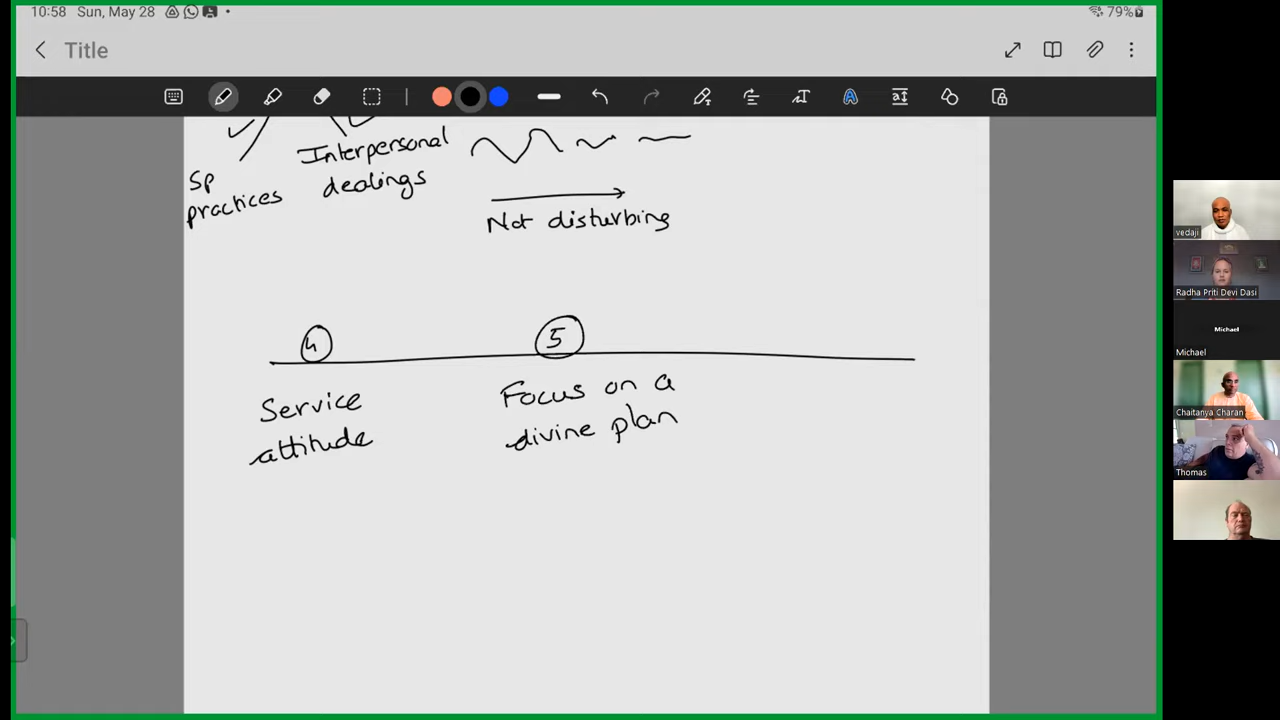 10:58 Sun, May 28
79%
Title
Interpersonal
dealings
Sp
practices
Not disturbing
4
5
Service
attitude
Focus on a
divine plan
vedaji
Radha Priti Devi Dasi
Michael
Michael
Chaitanya Charan
Thomas